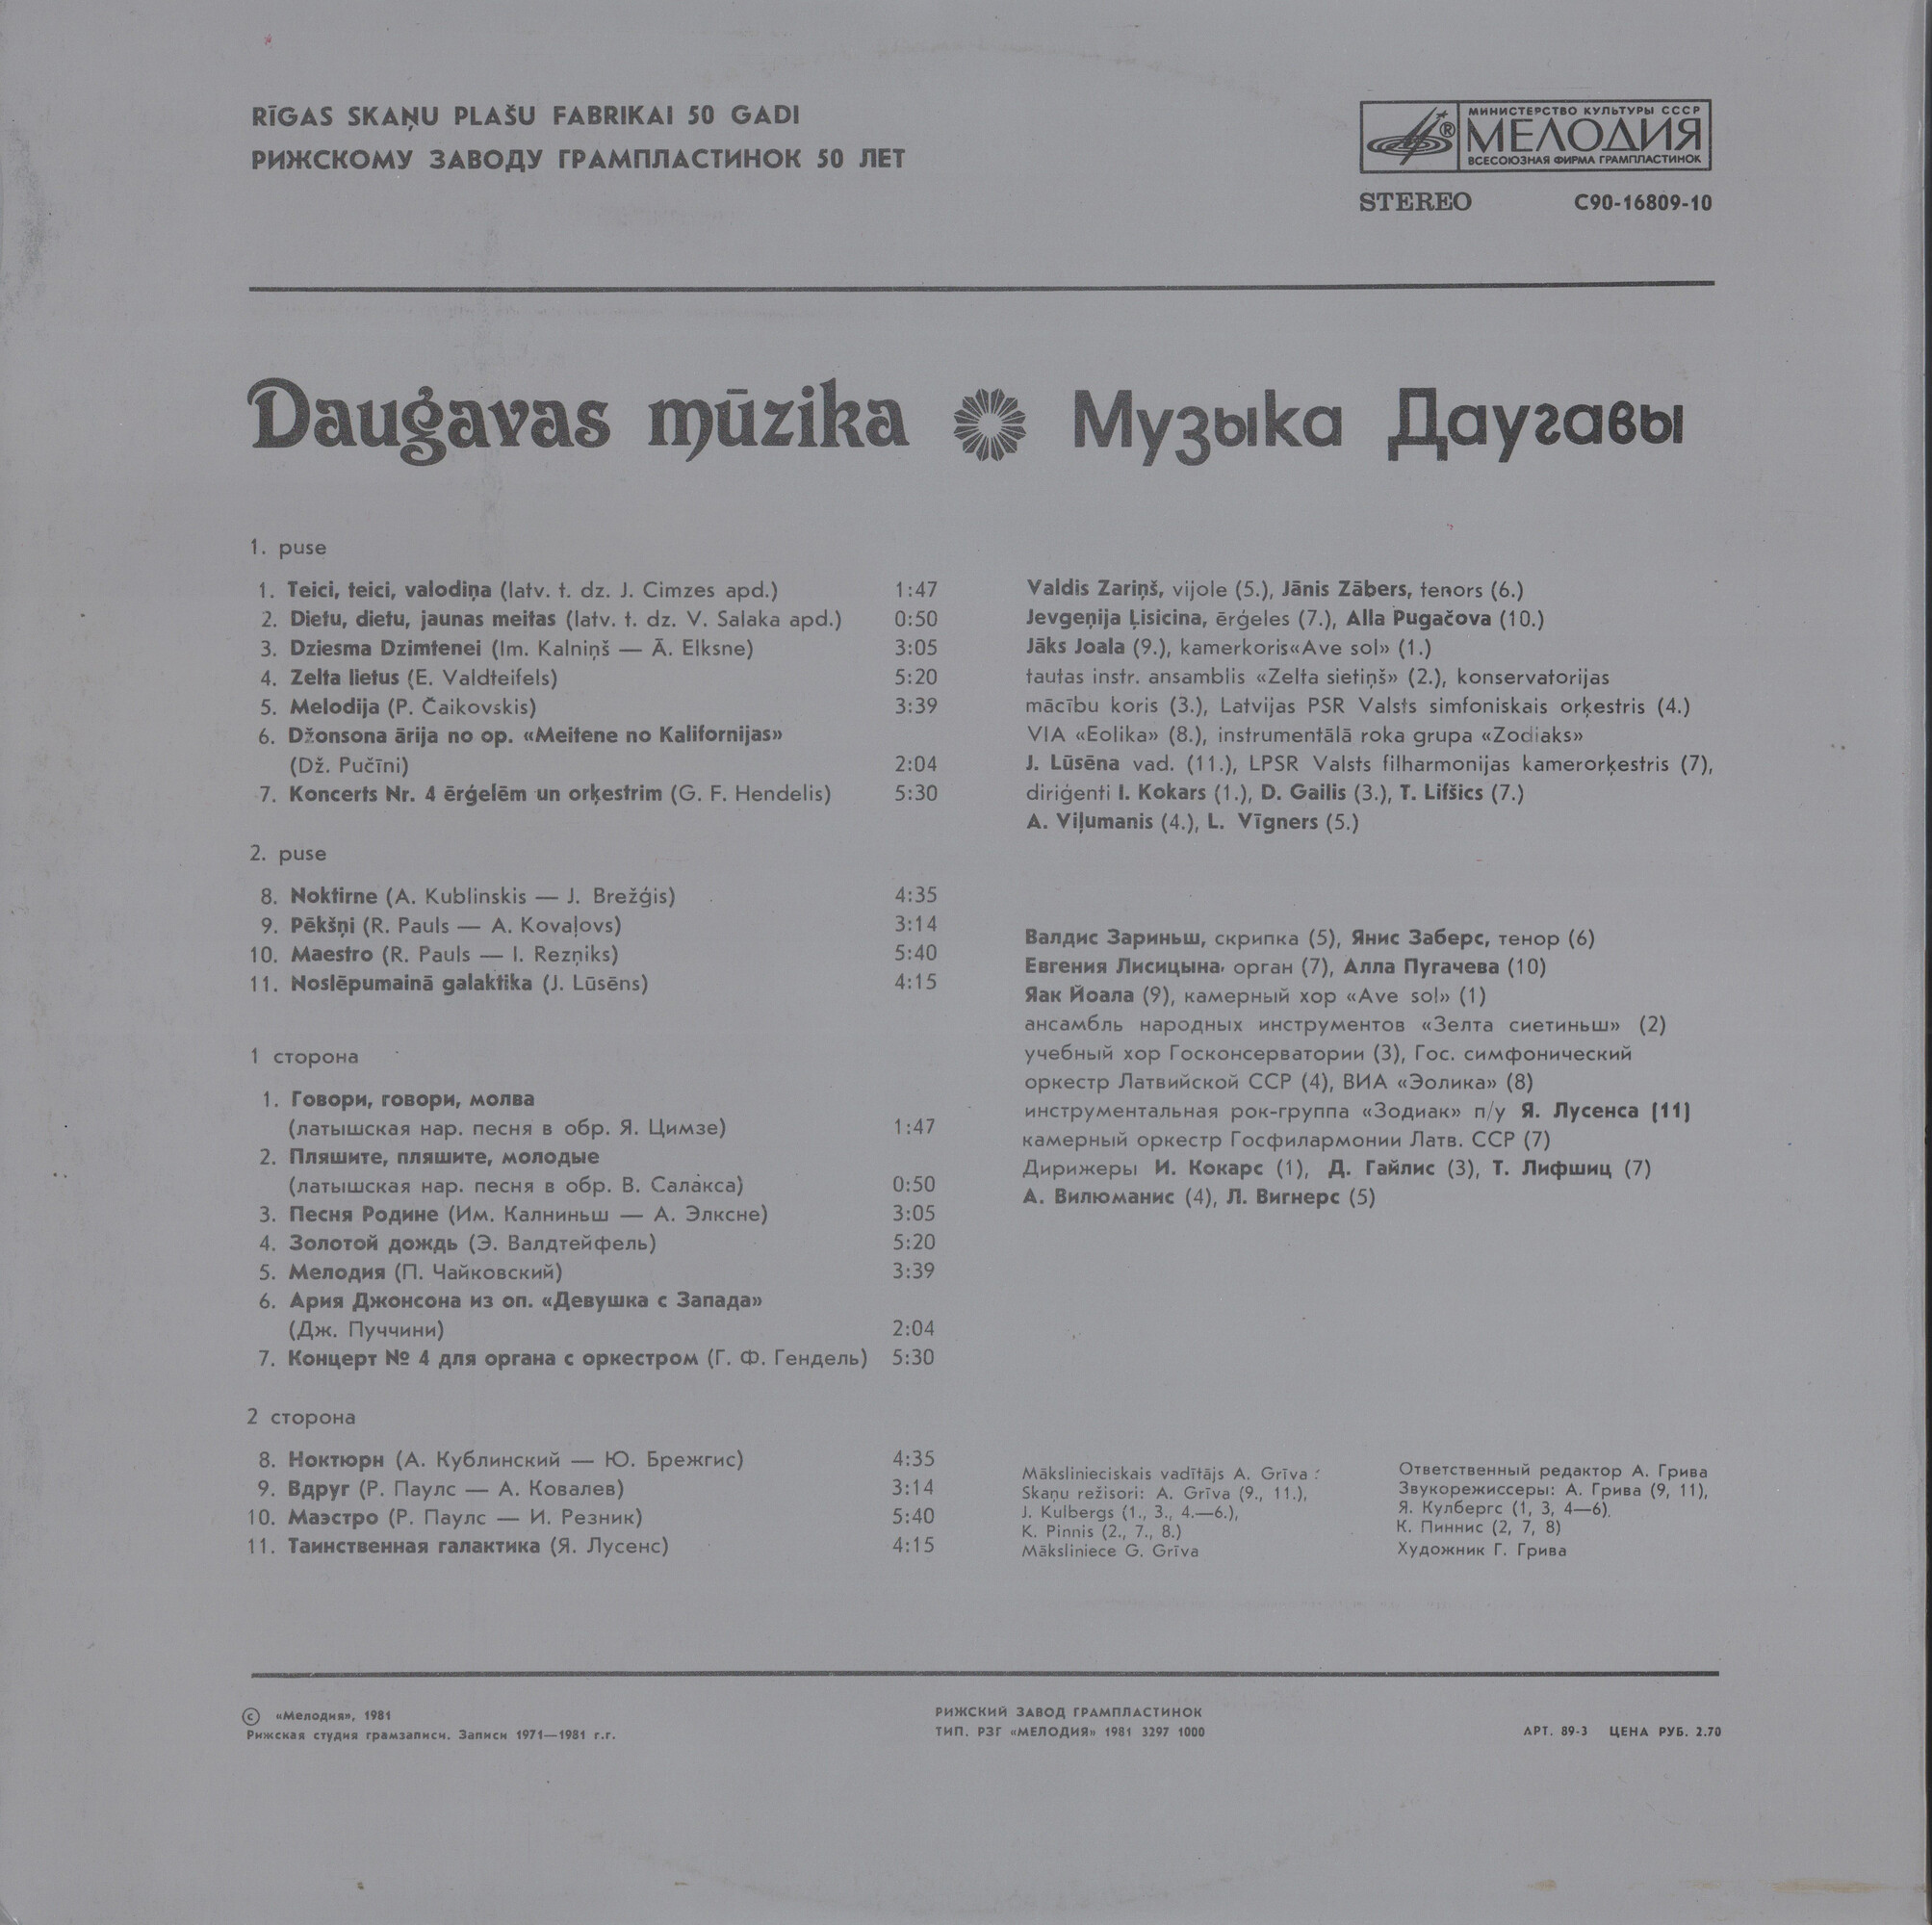 RĪGAS SKAŅU PLAŠU FABRIKAI 50 GADI
РИЖСКОМУ ЗАВОДУ ГРАМПЛАСТИНОК 50 ЛЕТ
МИНИСТЕРСТВО КУЛЬТУРЫ СССР
® МЕЛОДИЯ
ВСЕСОЮЗНАЯ ФИРМА ГРАМПЛАСТИНОК
STEREO С90-16809-10
Daugavas mūzika Музыка Даугавы
1. puse
1. Teici, teici, valodiņa (latv. t. dz. J. Cimzes apd.) 1:47
2. Dietu, dietu, jaunas meitas (latv. t. dz. V. Salaka apd.) 0:50
3. Dziesma Dzimtenei (Im. Kalniņš — Ā. Elksne) 3:05
4. Zelta lietus (E. Valdteifels) 5:20
5. Melodija (P. Čaikovskis) 3:39
6. Džonsona ārija no op. «Meitene no Kalifornijas»
(Dž. Pučīni) 2:04
7. Koncerts Nr. 4 ērģelēm un orķestrim (G. F. Hendelis) 5:30
2. puse
8. Noktirne (A. Kublinskis — J. Brežģis) 4:35
9. Pēkšņi (R. Pauls — A. Kovaļovs) 3:14
10. Maestro (R. Pauls — I. Rezņiks) 5:40
11. Noslēpumainā galaktika (J. Lūsēns) 4:15
1 сторона
1. Говори, говори, молва
(латышская нар. песня в обр. Я. Цимзе) 1:47
2. Пляшите, пляшите, молодые
(латышская нар. песня в обр. В. Салакса) 0:50
3. Песня Родине (Им. Калниньш — А. Элксне) 3:05
4. Золотой дождь (Э. Валдтейфель) 5:20
5. Мелодия (П. Чайковский) 3:39
6. Ария Джонсона из оп. «Девушка с Запада»
(Дж. Пуччини) 2:04
7. Концерт № 4 для органа с оркестром (Г. Ф. Гендель) 5:30
2 сторона
8. Ноктюрн (А. Кублинский — Ю. Брежгис) 4:35
9. Вдруг (Р. Паулс — А. Ковалев) 3:14
10. Маэстро (Р. Паулс — И. Резник) 5:40
11. Таинственная галактика (Я. Лусенс) 4:15
Valdis Zariņš, vijole (5.), Jānis Zābers, tenors (6.)
Jevgeņija Ļisicina, ērģeles (7.), Alla Pugačova (10.)
Jāks Joala (9.), kamerkoris«Ave sol» (1.)
tautas instr. ansamblis «Zelta sietiņš» (2.), konservatorijas
mācību koris (3.), Latvijas PSR Valsts simfoniskais orķestris (4.)
VIA «Eolika» (8.), instrumentālā roka grupa «Zodiaks»
J. Lūsēna vad. (11.), LPSR Valsts filharmonijas kamerorķestris (7),
diriģenti I. Kokars (1.), D. Gailis (3.), T. Lifšics (7.)
A. Viļumanis (4.), L. Vīgners (5.)
Валдис Зариньш, скрипка (5), Янис Заберс, тенор (6)
Евгения Лисицына, орган (7), Алла Пугачева (10)
Яак Йоала (9), камерный хор «Ave sol» (1)
ансамбль народных инструментов «Зелта сиетиньш» (2)
учебный хор Госконсерватории (3), Гос. симфонический
оркестр Латвийской ССР (4), ВИА «Эолика» (8)
инструментальная рок-группа «Зодиак» п/у Я. Лусенса (11)
камерный оркестр Госфилармонии Латв. ССР (7)
Дирижеры И. Кокарс (1), Д. Гайлис (3), Т. Лифшиц (7)
А. Вилюманис (4), Л. Вигнерс (5)
Mākslinieciskais vadītājs A. Grīva
Skaņu režisori: A. Grīva (9., 11.),
J. Kulbergs (1., 3., 4.—6.),
K. Pinnis (2., 7., 8.)
Māksliniece G. Grīva
Ответственный редактор А. Грива
Звукорежиссеры: А. Грива (9, 11),
Я. Кулбергс (1, 3, 4—6),
К. Пиннис (2, 7, 8)
Художник Г. Грива
© «Мелодия», 1981
Рижская студия грамзаписи. Записи 1971—1981 г.г.
РИЖСКИЙ ЗАВОД ГРАМПЛАСТИНОК
ТИП. РЗГ «МЕЛОДИЯ» 1981 3297 1000
АРТ. 89-3 ЦЕНА РУБ. 2.70